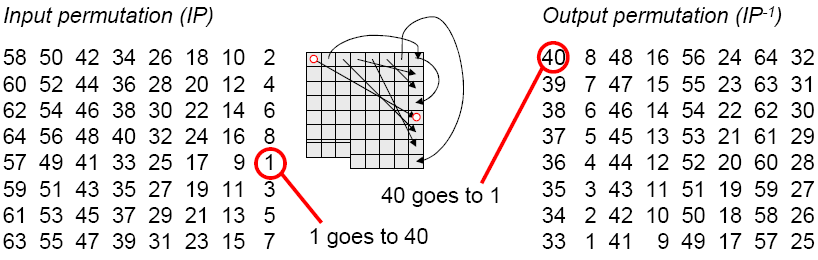 Input permutation (IP)
58 50 42 34 26 18 10 2
60 52 44 36 28 20 12 4
62 54 46 38 30 22 14 6
64 56 48 40 32 24 16 8
57 49 41 33 25 17 9 1
59 51 43 35 27 19 11 3
61 53 45 37 29 21 13 5
63 55 47 39 31 23 15 7
1 goes to 40
40 goes to 1
Output permutation (IP-1)
40 8 48 16 56 24 64 32
39 7 47 15 55 23 63 31
38 6 46 14 54 22 62 30
37 5 45 13 53 21 61 29
36 4 44 12 52 20 60 28
35 3 43 11 51 19 59 27
34 2 42 10 50 18 58 26
33 1 41 9 49 17 57 25